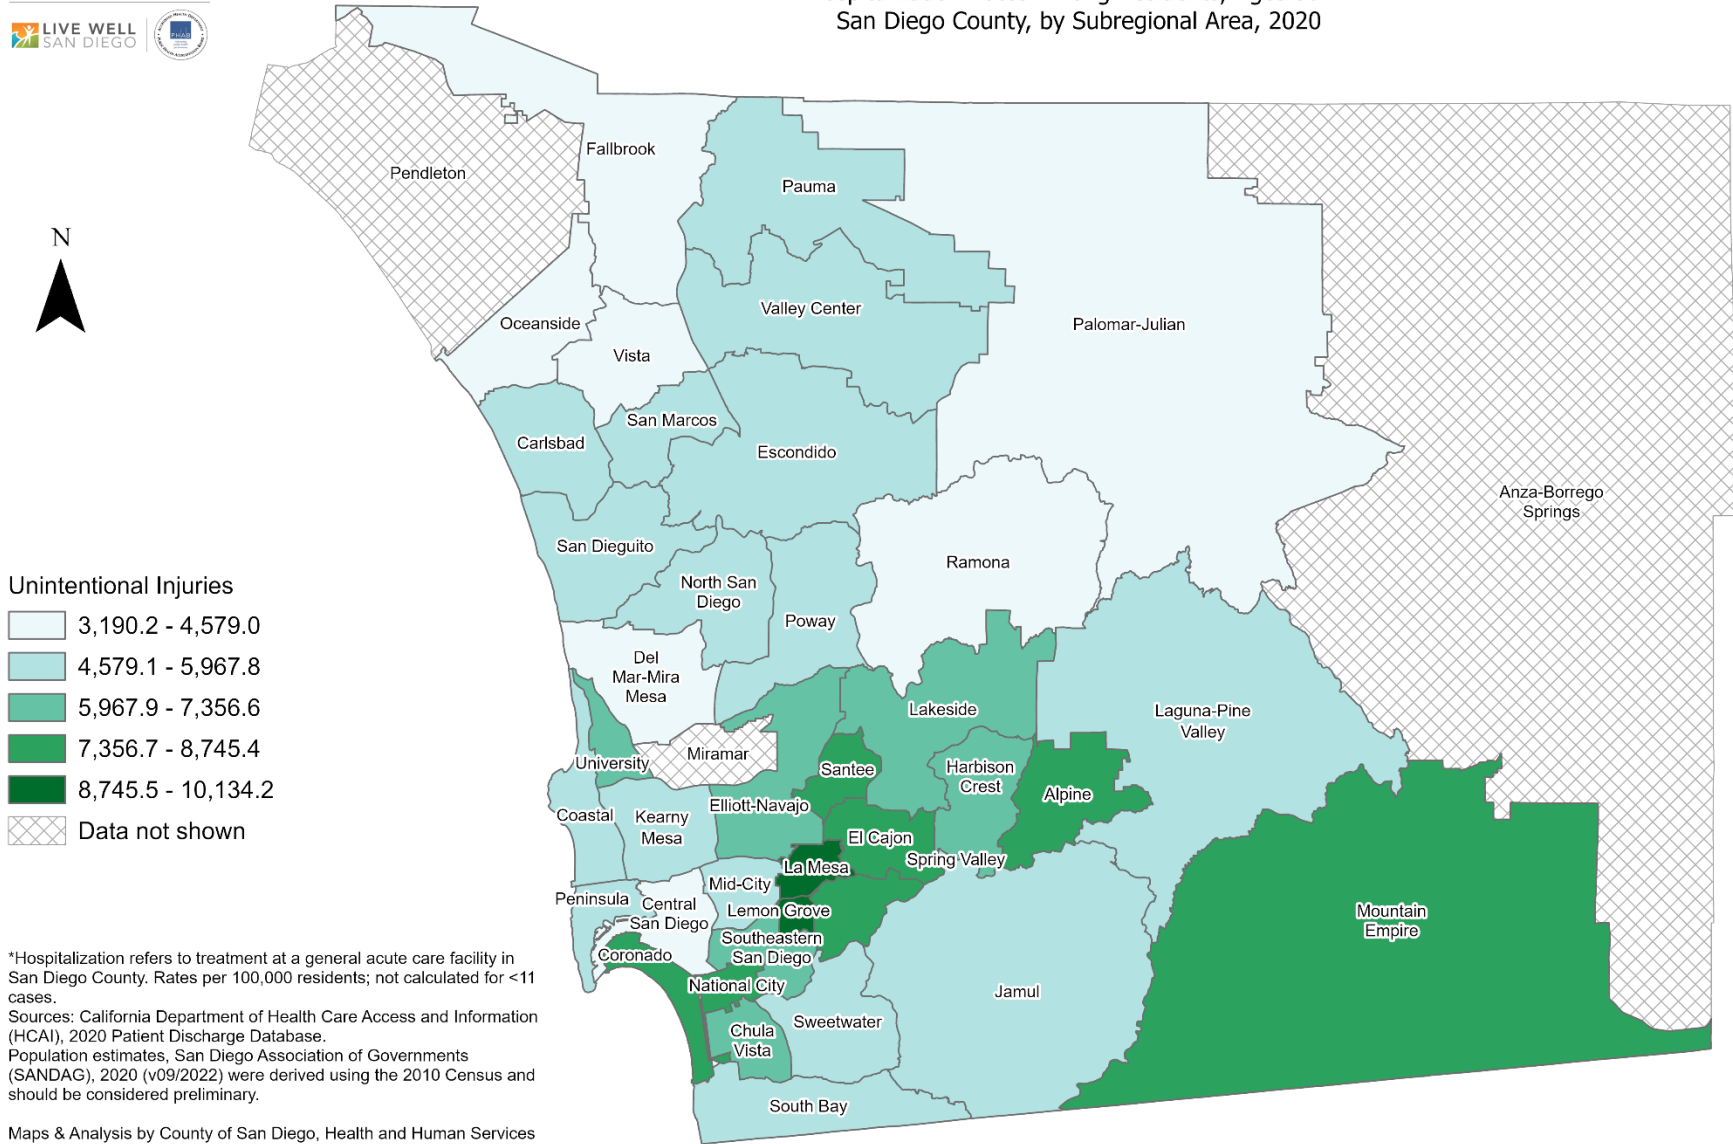 LIVE WELL
SAN DIEGO
PHAB
San Diego County, by Subregional Area, 2020
N
Pendleton
Fallbrook
Pauma
Oceanside
Valley Center
Palomar-Julian
Vista
San Marcos
Carlsbad
Escondido
Anza-Borrego
Springs
San Dieguito
Ramona
North San
Diego
Poway
Del
Mar-Mira
Mesa
Lakeside
Laguna-Pine
Valley
University
Miramar
Santee
Harbison
Crest
Alpine
Coastal
Kearny
Mesa
Elliott-Navajo
El Cajon
Spring Valley
La Mesa
Mid-City
Peninsula
Central
San Diego
Lemon Grove
Mountain
Empire
Southeastern
San Diego
Coronado
National City
Jamul
Chula
Vista
Sweetwater
South Bay
Unintentional Injuries
3,190.2 - 4,579.0
4,579.1 - 5,967.8
5,967.9 - 7,356.6
7,356.7 - 8,745.4
8,745.5 - 10,134.2
Data not shown
*Hospitalization refers to treatment at a general acute care facility in
San Diego County. Rates per 100,000 residents; not calculated for <11
cases.
Sources: California Department of Health Care Access and Information
(HCAI), 2020 Patient Discharge Database.
Population estimates, San Diego Association of Governments
(SANDAG), 2020 (v09/2022) were derived using the 2010 Census and
should be considered preliminary.
Maps & Analysis by County of San Diego, Health and Human Services